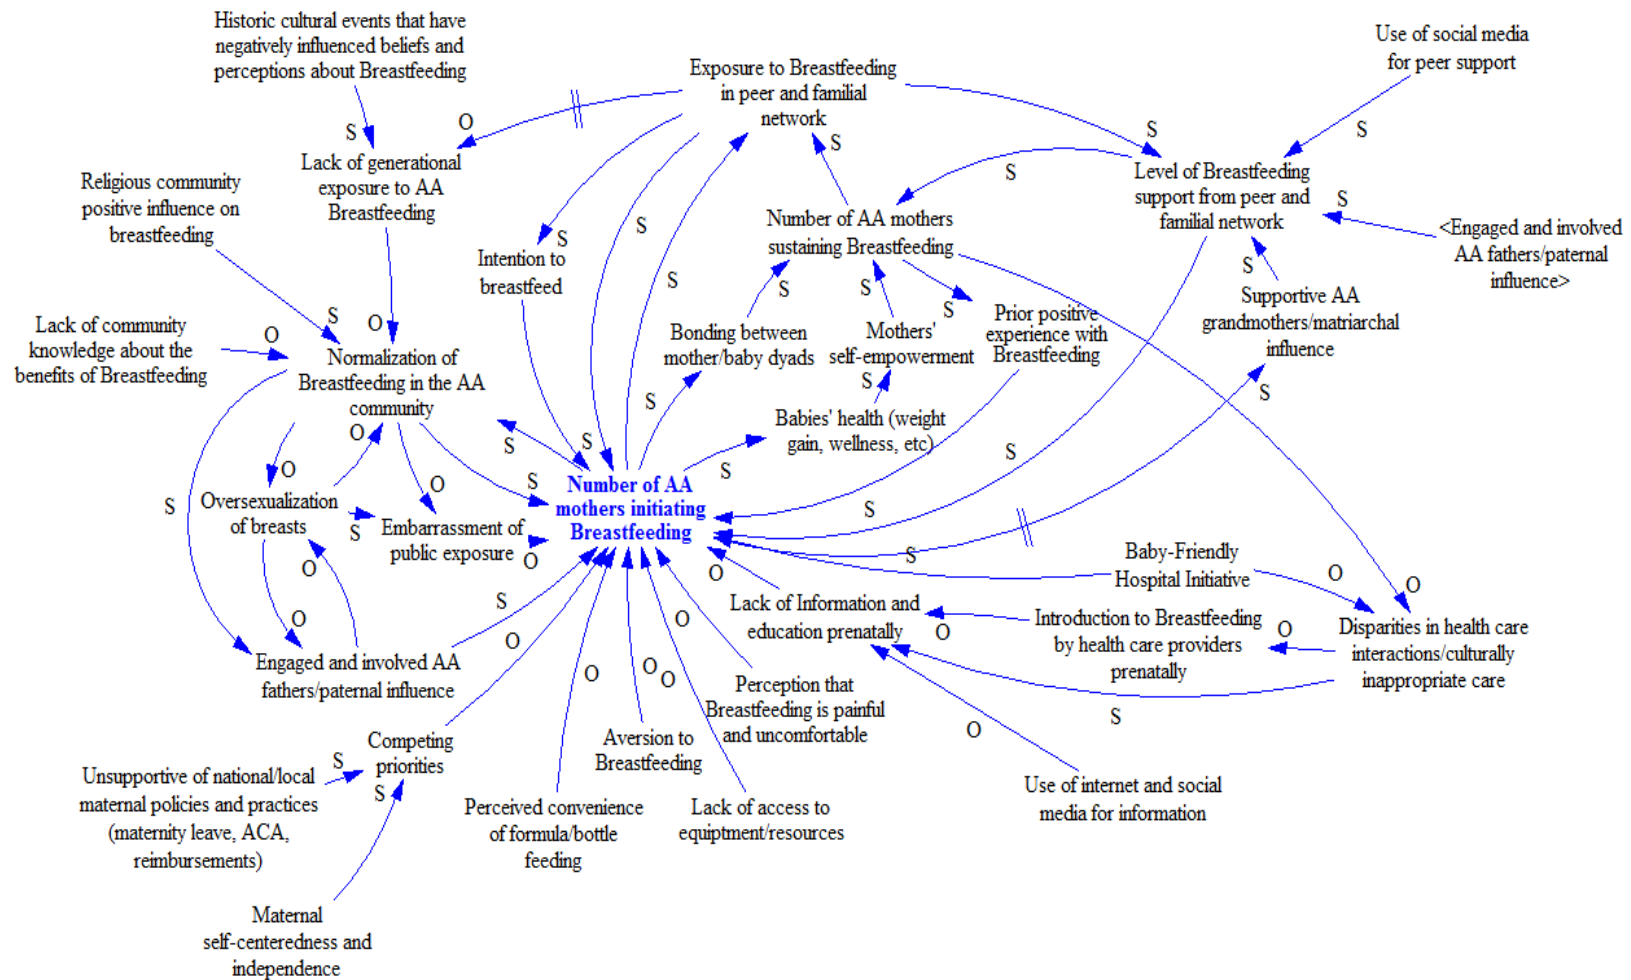 Historic cultural events that have
negatively influenced beliefs and
perceptions about Breastfeeding
Use of social media
for peer support
Exposure to Breastfeeding
in peer and familial
network
O
S
S
S
S
Lack of generational
exposure to AA
Breastfeeding
Level of Breastfeeding
support from peer and
familial network
S
S
Religious community
positive influence on
breastfeeding
Number of AA mothers
sustaining Breastfeeding
<Engaged and involved
AA fathers/paternal
influence>
S
S
Intention to
breastfeed
S
S
S
S
S
Supportive AA
grandmothers/matriarchal
influence
Lack of community
knowledge about the
benefits of Breastfeeding
O
S
O
Normalization of
Breastfeeding in the AA
community
Bonding between
mother/baby dyads
Mothers'
self-empowerment
Prior positive
experience with
Breastfeeding
S
S
S
Babies' health (weight
gain, wellness, etc)
O
S
S
S
S
O
O
S
Number of AA
mothers initiating
Breastfeeding
Oversexualization
of breasts
S
S
S
Embarrassment of
public exposure
O
S
O
O
Baby-Friendly
Hospital Initiative
O
O
S
O
Lack of Information and
education prenatally
O
Introduction to Breastfeeding
by health care providers
prenatally
O
Disparities in health care
interactions/culturally
inappropriate care
O
O
Engaged and involved AA
fathers/paternal influence
O
O
O
Perception that
Breastfeeding is painful
and uncomfortable
S
O
Competing
priorities
Aversion to
Breastfeeding
S
S
Unsupportive of national/local
maternal policies and practices
(maternity leave, ACA,
reimbursements)
Perceived convenience
of formula/bottle
feeding
Lack of access to
equiptment/resources
Use of internet and social
media for information
Maternal
self-centeredness and
independence